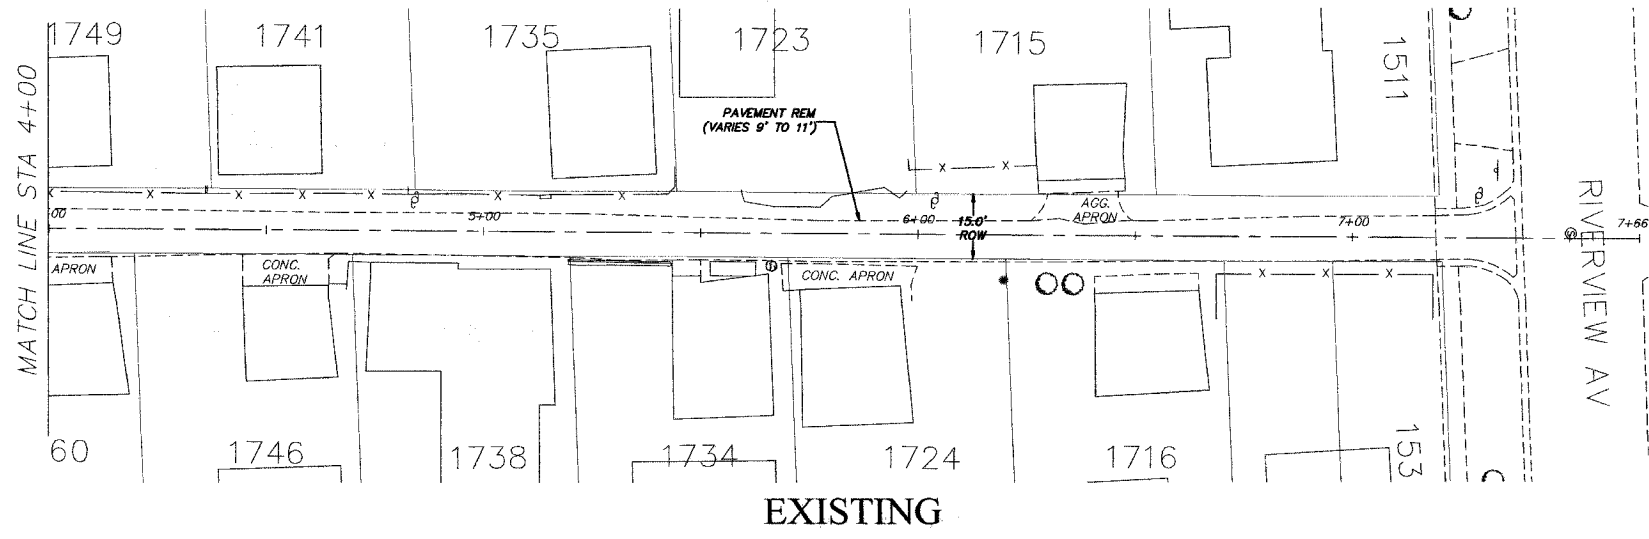 1749
1741
1735
1723
1715
1511
MATCH LINE STA 4+00
PAVEMENT REM
(VARIES 9' TO 11')
00
5+00
6+00
15.0'
ROW
AGG.
APRON
7+00
7+66
RIVERVIEW AV
APRON
CONC.
APRON
CONC. APRON
60
1746
1738
1734
1724
1716
153
EXISTING